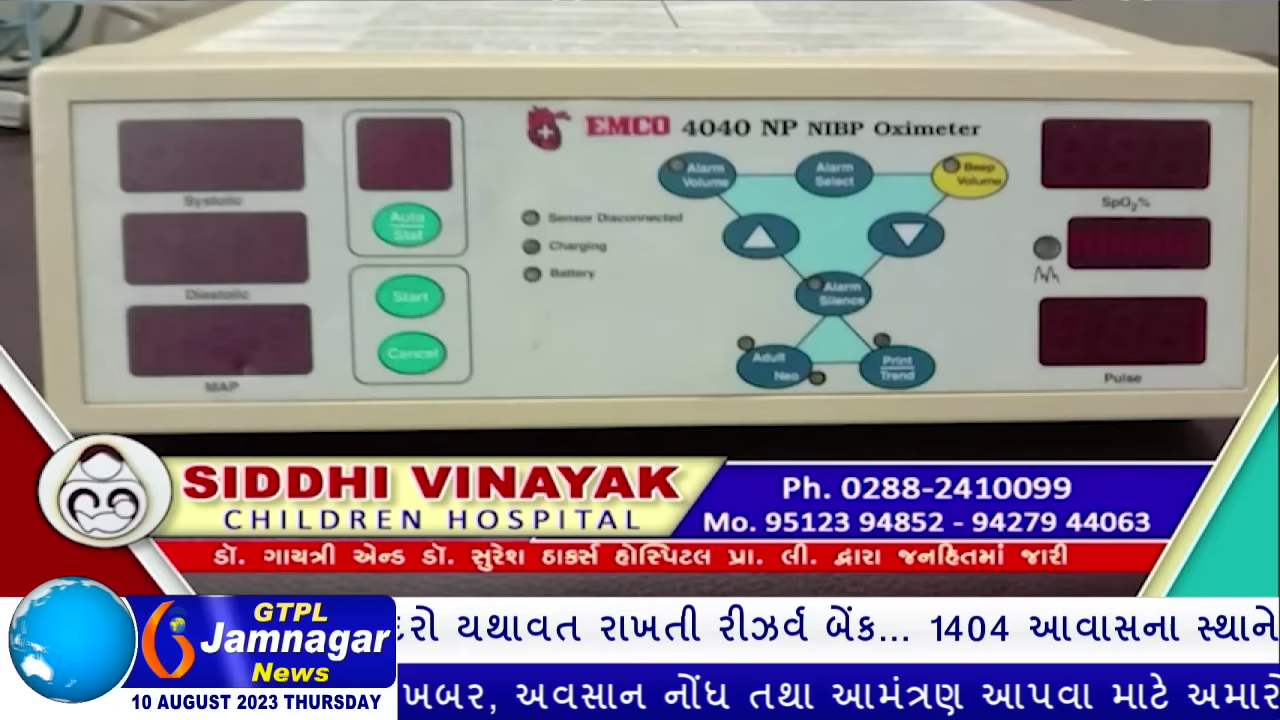 EMCO 4040 NP NIBP Oximeter
Systolic
Diastolic
MAP
Auto
Stat
Start
Cancel
Sensor Disconnected
Charging
Battery
Alarm
Volume
Alarm
Select
Beep
Volume
Alarm
Silence
Adult
Neo
Print
Trend
SpO₂%
Pulse
SIDDHI VINAYAK
CHILDREN HOSPITAL
Ph. 0288-2410099
Mo. 95123 94852 - 94279 44063
ડૉ. ગાયત્રી એન્ડ ડૉ. સુરેશ ઠાકર્સ હોસ્પિટલ પ્રા. લી. દ્વારા જનહિતમાં જારી
GTPL
Jamnagar
News
10 AUGUST 2023 THURSDAY
દરો યથાવત રાખતી રીઝર્વ બેંક... 1404 આવાસના સ્થાને
ખબર, અવસાન નોંધ તથા આમંત્રણ આપવા માટે અમારો